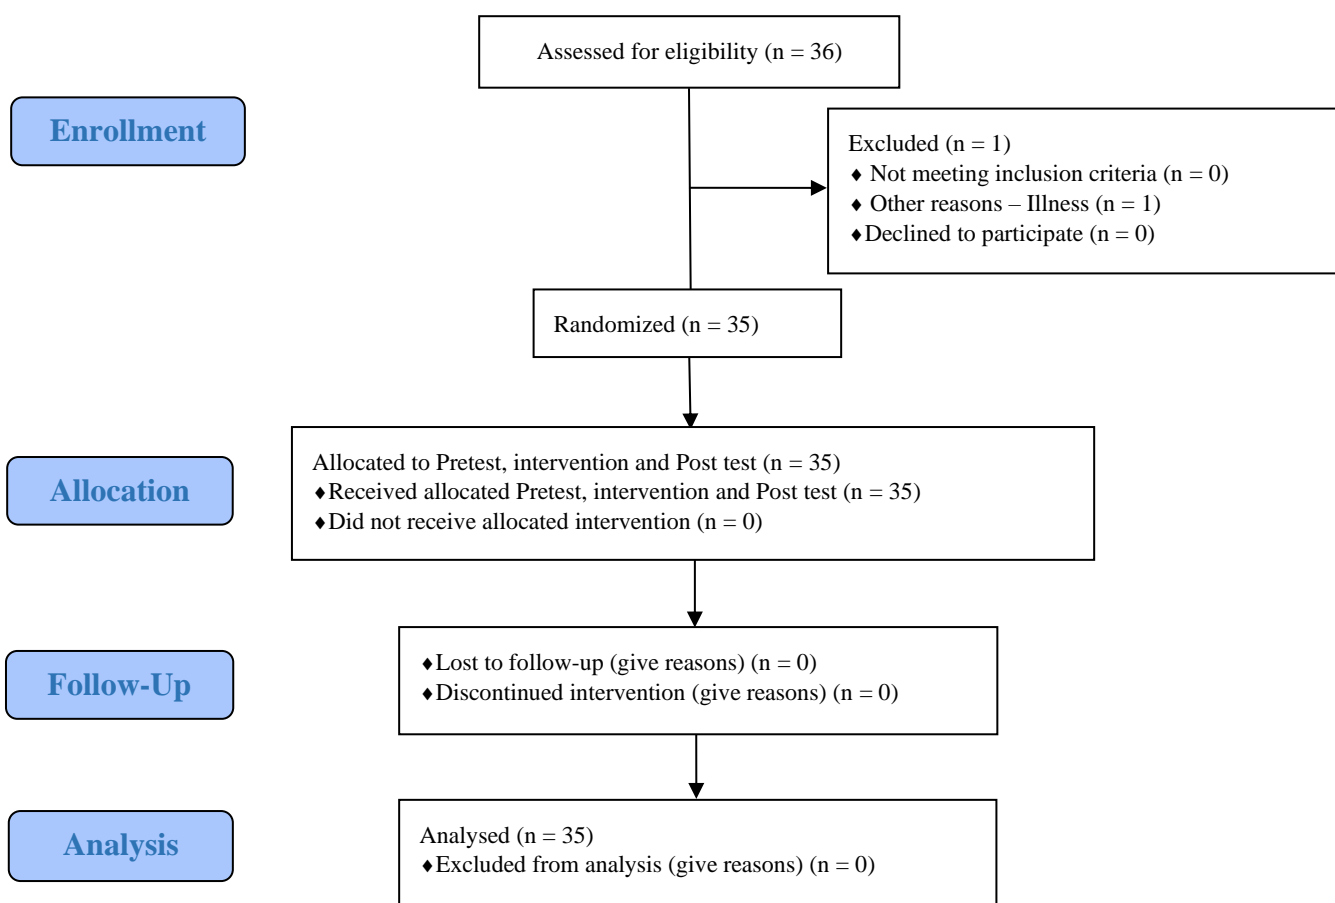 Assessed for eligibility (n = 36)
Enrollment
Excluded (n = 1)
♦ Not meeting inclusion criteria (n = 0)
♦ Other reasons – Illness (n = 1)
♦Declined to participate (n = 0)
Randomized (n = 35)
Allocation
Allocated to Pretest, intervention and Post test (n = 35)
♦Received allocated Pretest, intervention and Post test (n = 35)
♦Did not receive allocated intervention (n = 0)
Follow-Up
♦Lost to follow-up (give reasons) (n = 0)
♦Discontinued intervention (give reasons) (n = 0)
Analysis
Analysed (n = 35)
♦Excluded from analysis (give reasons) (n = 0)